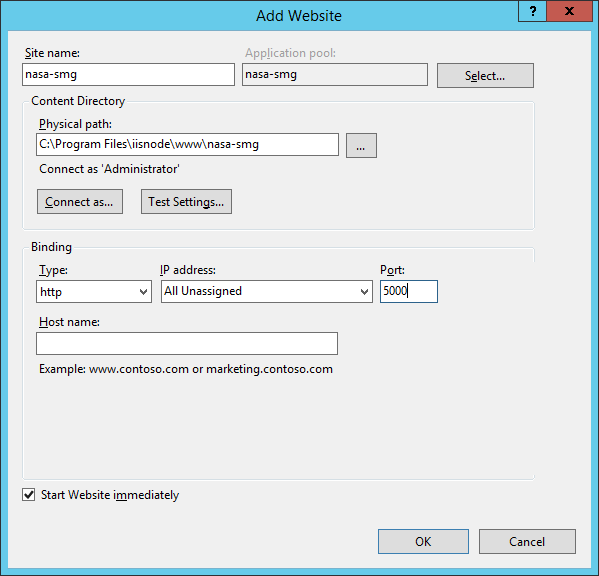 Add Website
?
x
Site name:
Application pool:
nasa-smg
nasa-smg
Select...
Content Directory
Physical path:
C:\Program Files\iisnode\www\nasa-smg
...
Connect as 'Administrator'
Connect as...
Test Settings...
Binding
Type:
IP address:
Port:
http
All Unassigned
5000
Host name:
Example: www.contoso.com or marketing.contoso.com
Start Website immediately
OK
Cancel